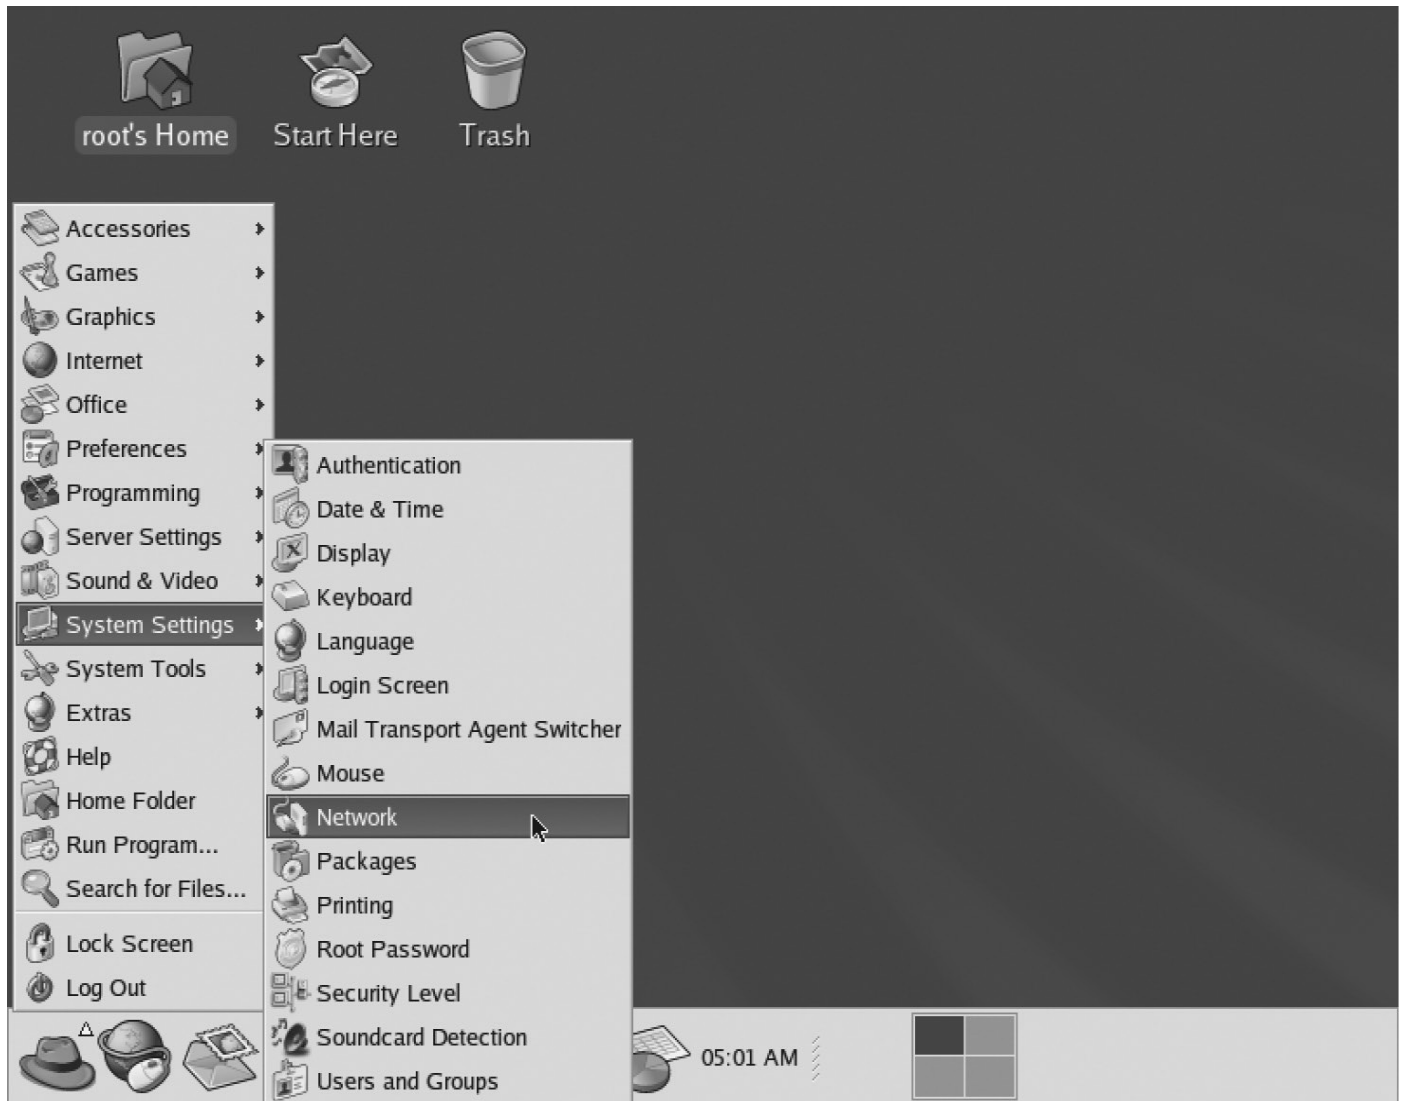 root's Home
Start Here
Trash
Accessories
Games
Graphics
Internet
Office
Preferences
Programming
Server Settings
Sound & Video
System Settings
System Tools
Extras
Help
Home Folder
Run Program...
Search for Files...
Lock Screen
Log Out
Authentication
Date & Time
Display
Keyboard
Language
Login Screen
Mail Transport Agent Switcher
Mouse
Network
Packages
Printing
Root Password
Security Level
Soundcard Detection
Users and Groups
05:01 AM